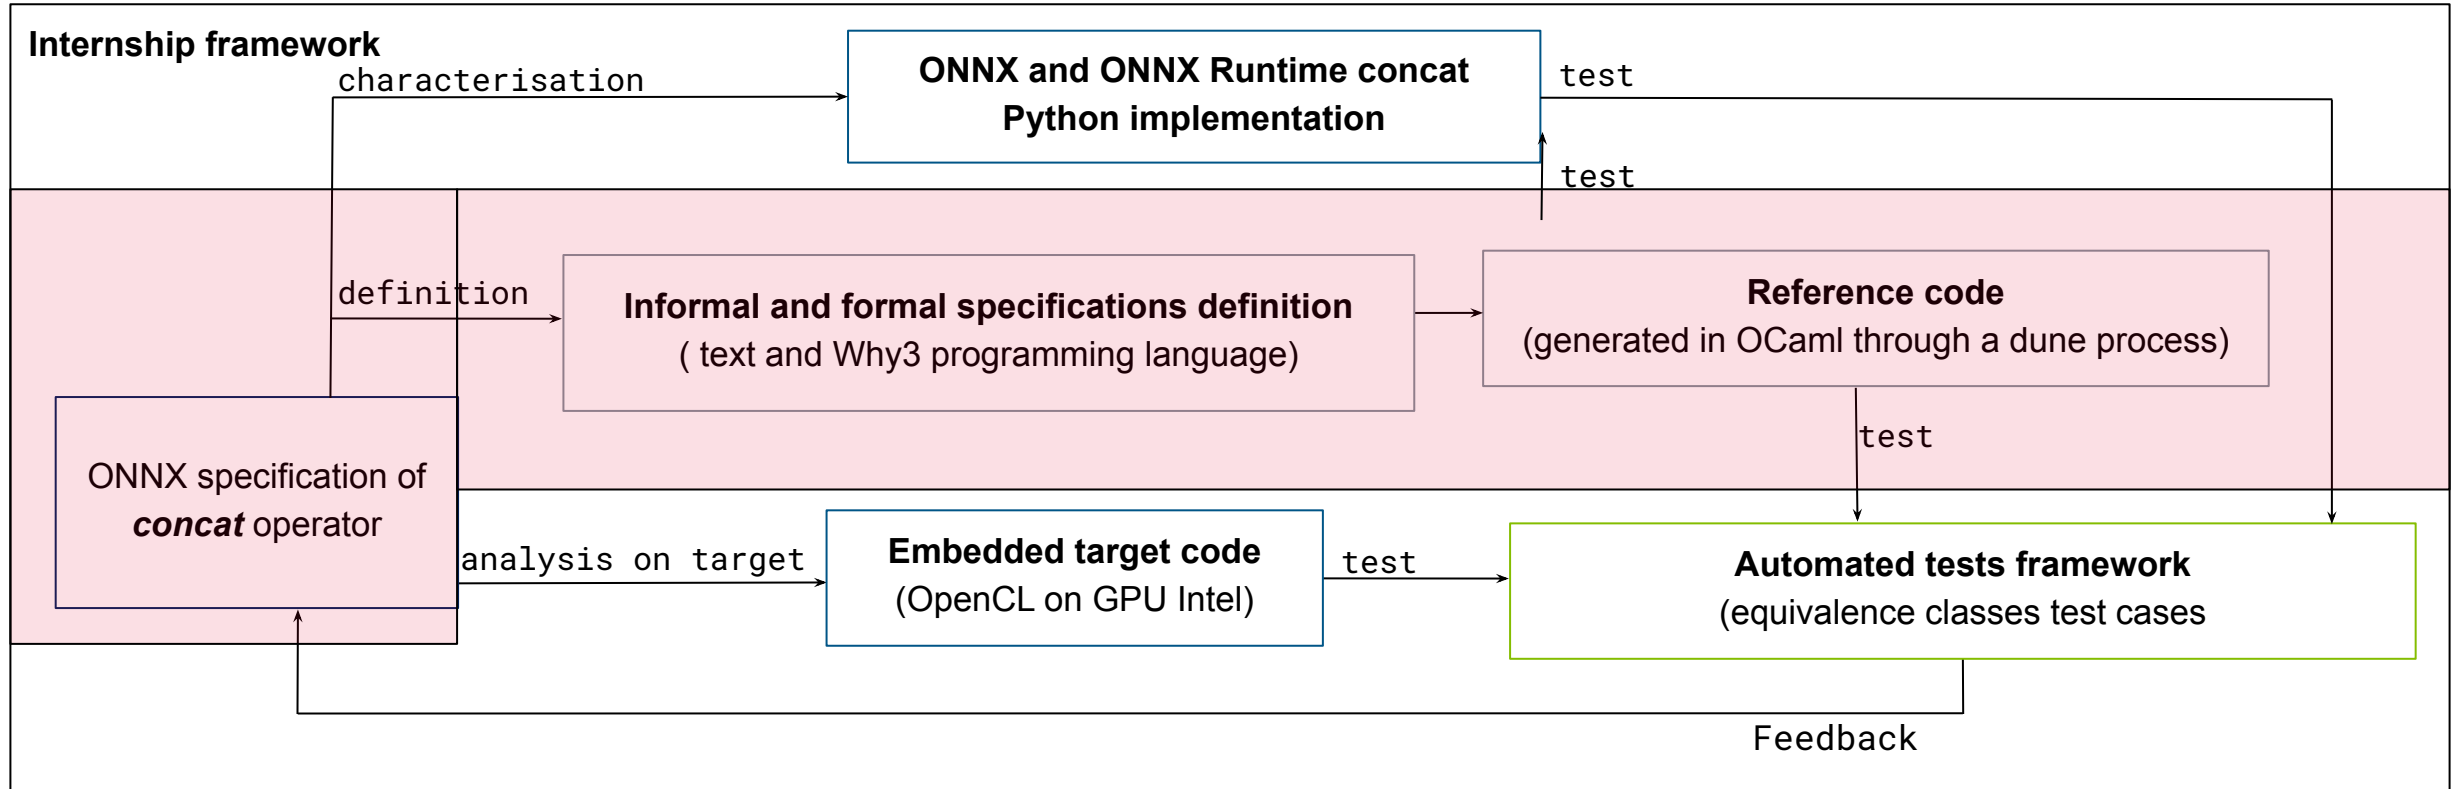 Internship framework
characterisation
ONNX and ONNX Runtime concat
Python implementation
test
test
definition
Informal and formal specifications definition
( text and Why3 programming language)
Reference code
(generated in OCaml through a dune process)
test
ONNX specification of
concat operator
analysis on target
Embedded target code
(OpenCL on GPU Intel)
test
Automated tests framework
(equivalence classes test cases
Feedback